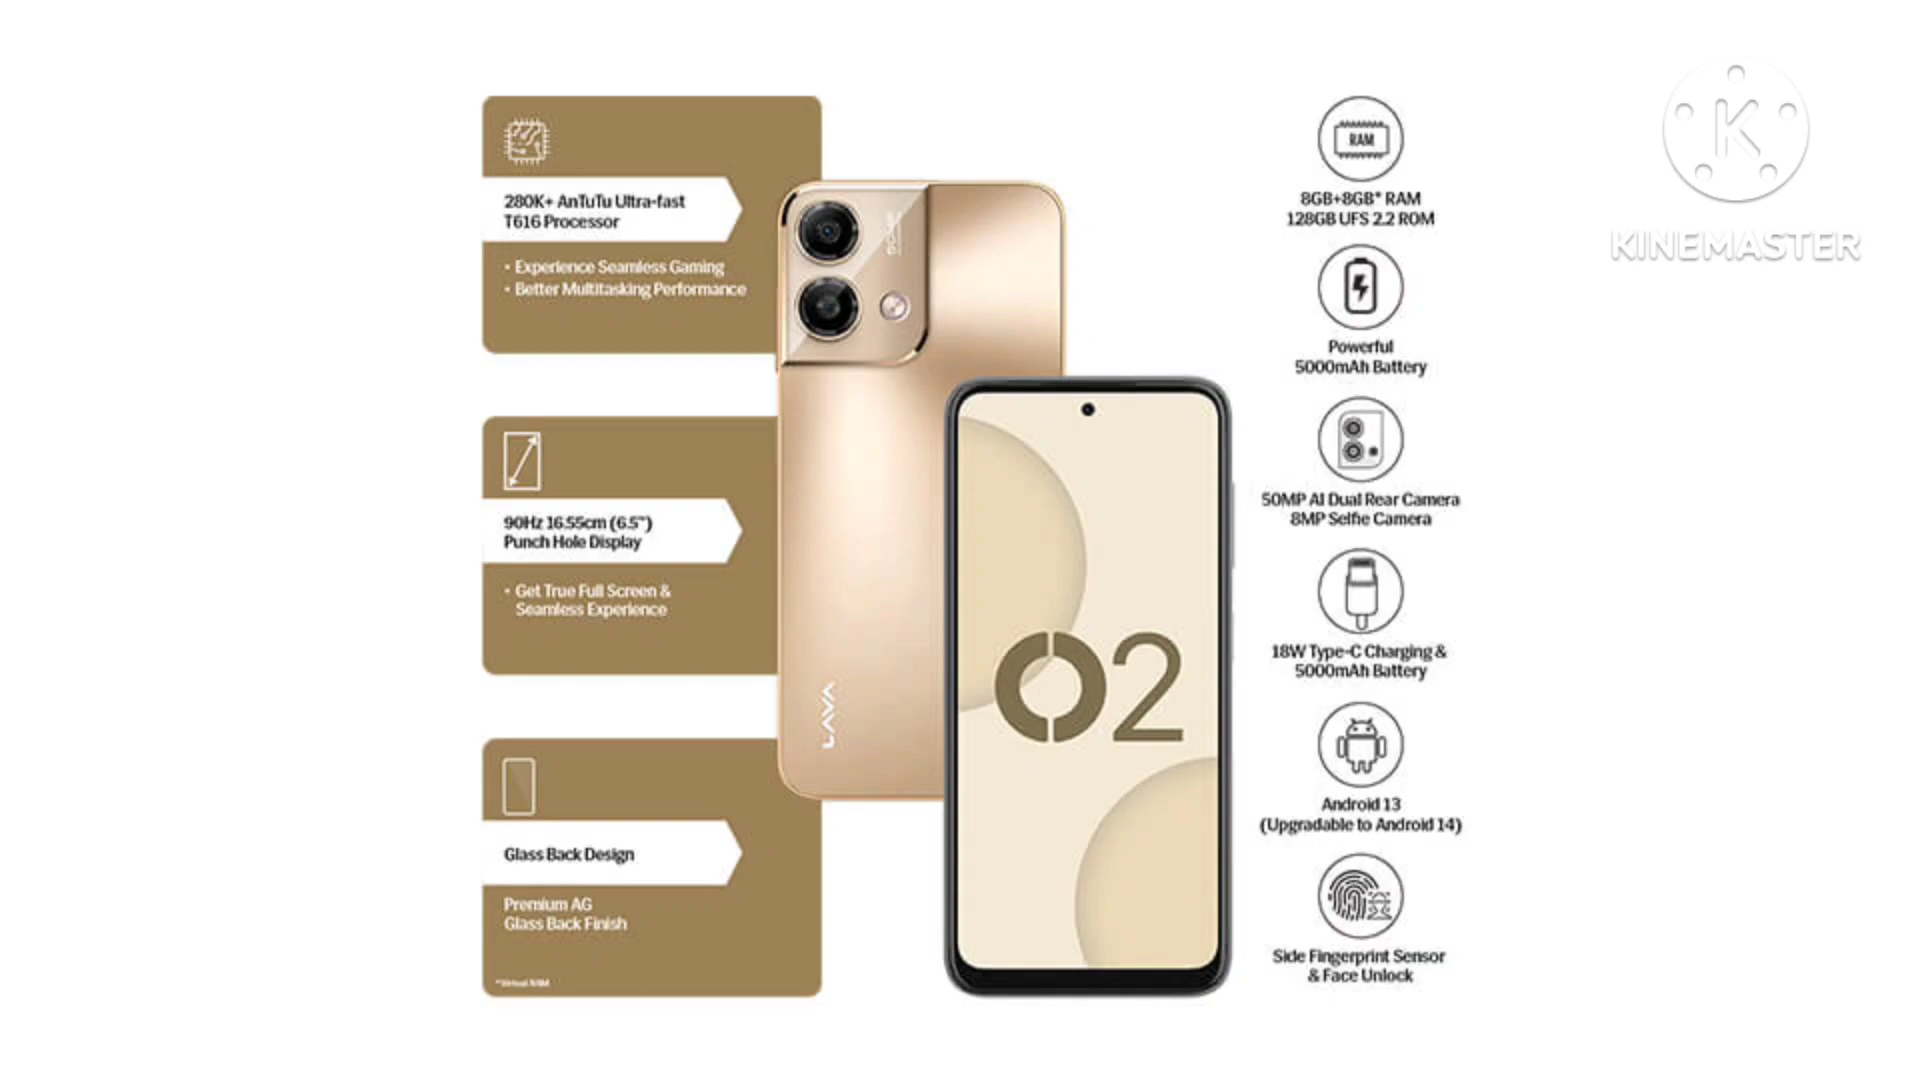 280K+ AnTuTu Ultra-fast
T616 Processor
• Experience Seamless Gaming
• Better Multitasking Performance
90Hz 16.55cm (6.5")
Punch Hole Display
• Get True Full Screen &
Seamless Experience
Glass Back Design
Premium AG
Glass Back Finish
*Virtual RAM
50MP
LAVA
O2
RAM
8GB+8GB* RAM
128GB UFS 2.2 ROM
Powerful
5000mAh Battery
50MP AI Dual Rear Camera
8MP Selfie Camera
18W Type-C Charging &
5000mAh Battery
Android 13
(Upgradable to Android 14)
Side Fingerprint Sensor
& Face Unlock
K
KINEMASTER